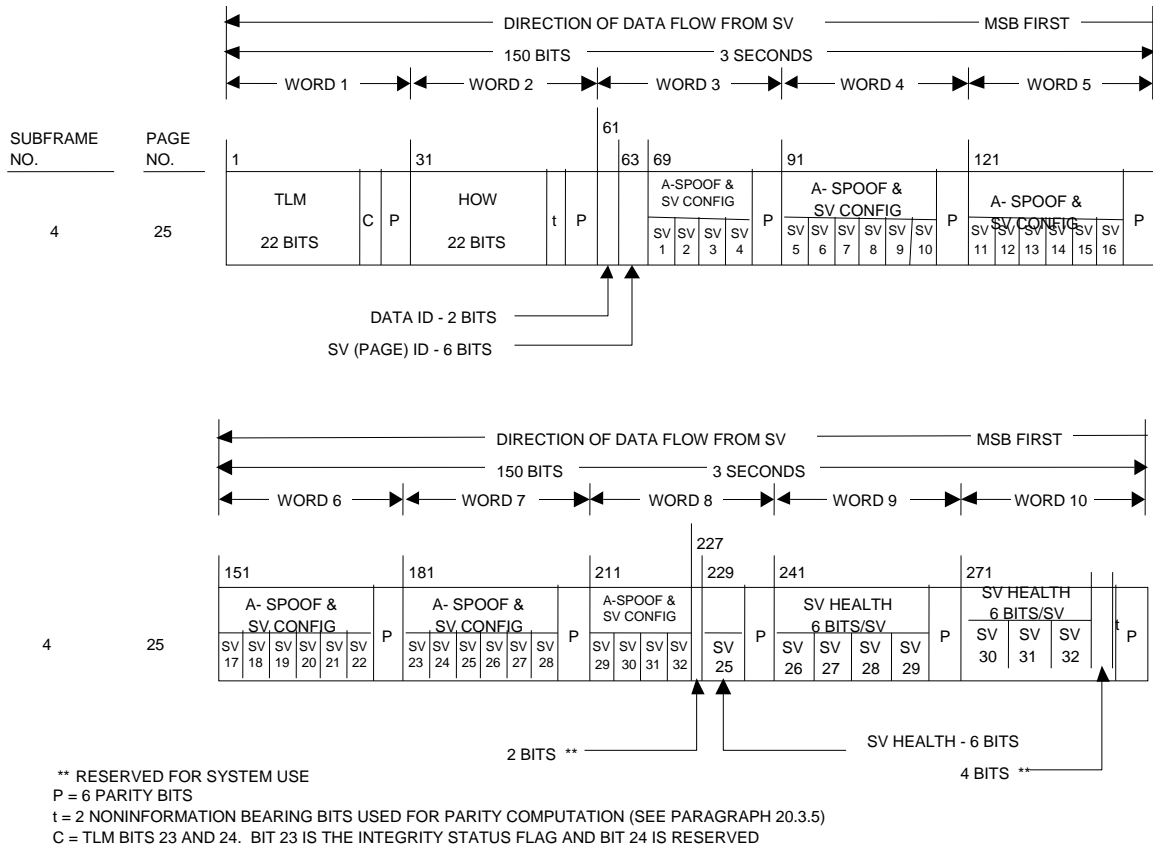 DIRECTION OF DATA FLOW FROM SV MSB FIRST
150 BITS 3 SECONDS
WORD 1 WORD 2 WORD 3 WORD 4 WORD 5
SUBFRAME NO. PAGE NO.
1 31 61 63 69 91 121
4 25
TLM 22 BITS C P
HOW 22 BITS t P
A-SPOOF & SV CONFIG
SV 1 SV 2 SV 3 SV 4 P
A- SPOOF & SV CONFIG
SV 5 SV 6 SV 7 SV 8 SV 9 SV 10 P
A- SPOOF & SV CONFIG
SV 11 SV 12 SV 13 SV 14 SV 15 SV 16 P
DATA ID - 2 BITS
SV (PAGE) ID - 6 BITS
DIRECTION OF DATA FLOW FROM SV MSB FIRST
150 BITS 3 SECONDS
WORD 6 WORD 7 WORD 8 WORD 9 WORD 10
151 181 211 227 229 241 271
4 25
A- SPOOF & SV CONFIG
SV 17 SV 18 SV 19 SV 20 SV 21 SV 22 P
A- SPOOF & SV CONFIG
SV 23 SV 24 SV 25 SV 26 SV 27 SV 28 P
A-SPOOF & SV CONFIG
SV 29 SV 30 SV 31 SV 32
SV 25 P
SV HEALTH 6 BITS/SV
SV 26 SV 27 SV 28 SV 29 P
SV HEALTH 6 BITS/SV
SV 30 SV 31 SV 32 t P
2 BITS **
SV HEALTH - 6 BITS
4 BITS **
** RESERVED FOR SYSTEM USE
P = 6 PARITY BITS
t = 2 NONINFORMATION BEARING BITS USED FOR PARITY COMPUTATION (SEE PARAGRAPH 20.3.5)
C = TLM BITS 23 AND 24. BIT 23 IS THE INTEGRITY STATUS FLAG AND BIT 24 IS RESERVED